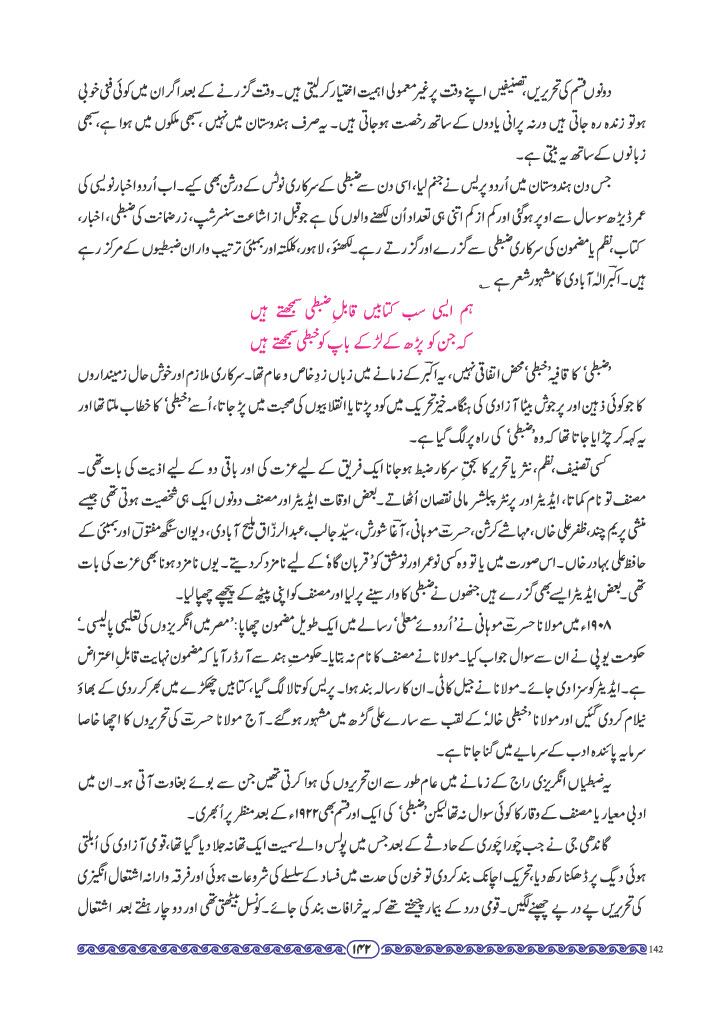 دونوں قسم کی تحریریں، تصنیفیں اپنے وقت پر غیر معمولی اہمیت اختیار کر لیتی ہیں۔ وقت گزرنے کے بعد اگر ان میں کوئی فنی خوبی
ہو تو زندہ رہ جاتی ہیں ورنہ پرانی یادوں کے ساتھ رخصت ہو جاتی ہیں۔ یہ صرف ہندوستان میں نہیں، سبھی ملکوں میں ہوا ہے، سبھی
زبانوں کے ساتھ یہ بیتی ہے۔
جس دن ہندوستان میں اُردو پریس نے جنم لیا، اسی دن سے ضبطی کے سرکاری نوٹس کے درشن بھی کیے۔ اب اُردو اخبار نویسی کی
عمر ڈیڑھ سو سال سے اوپر ہوگئی اور کم از کم اتنی ہی تعداد اُن لکھنے والوں کی ہے جو قبل از اشاعت سنسر شپ، زر ضمانت کی ضبطی، اخبار،
کتاب، نظم یا مضمون کی سرکاری ضبطی سے گزرے اور گزرتے رہے۔ لکھنؤ، لاہور، کلکتہ اور بمبئی ترتیب وار ان ضبطیوں کے مرکز رہے
ہیں۔ اکبرؔ الٰہ آبادی کا مشہور شعر ہے ؎
ہم ایسی سب کتابیں قابلِ ضبطی سمجھتے ہیں
کہ جن کو پڑھ کے لڑکے باپ کو خبطی سمجھتے ہیں
’ضبطی‘ کا قافیہ ’خبطی‘ محض اتفاقی نہیں، یہ اکبرؔ کے زمانے میں زباں زدِ خاص و عام تھا۔ سرکاری ملازم اور خوش حال زمینداروں
کا جو کوئی ذہین اور پرجوش بیٹا آزادی کی ہنگامہ خیز تحریک میں کود پڑتا یا انقلابیوں کی صحبت میں پڑ جاتا، اُسے ’خبطی‘ کا خطاب ملتا تھا اور
یہ کہہ کر چڑایا جاتا تھا کہ وہ ’ضبطی‘ کی راہ پر لگ گیا ہے۔
کسی تصنیف، نظم، نثر یا تحریر کا بحقِ سرکار ضبط ہو جانا ایک فریق کے لیے عزت کی اور باقی دو کے لیے اذیت کی بات تھی۔
مصنف تو نام کماتا، ایڈیٹر اور پرنٹر پبلشر مالی نقصان اُٹھاتے۔ بعض اوقات ایڈیٹر اور مصنف دونوں ایک ہی شخصیت ہوتی تھی جیسے
منشی پریم چند، ظفر علی خاں، مہاشے کرشن، حسرتؔ موہانی، آغا شورش، سیّد جالب، عبدالرزّاق ملیح آبادی، دیوان سنگھ مفتوں اور بمبئی کے
حافظ علی بہادر خاں۔ اس صورت میں یا تو وہ کسی نوعمر اور نو مشق کو ’قربان گاہ‘ کے لیے نامزد کر دیتے۔ یوں نامزد ہونا بھی عزت کی بات
تھی۔ بعض ایڈیٹر ایسے بھی گزرے ہیں جنھوں نے ضبطی کا وار سینے پر لیا اور مصنف کو اپنی پیٹھ کے پیچھے چھپا لیا۔
۱۹۰۸ء میں مولانا حسرتؔ موہانی نے ’اُردوئے معلیٰ‘ رسالے میں ایک طویل مضمون چھاپا: ’مصر میں انگریزوں کی تعلیمی پالیسی۔‘
حکومت یوپی نے ان سے سوال جواب کیا۔ مولانا نے مصنف کا نام نہ بتایا۔ حکومتِ ہند سے آرڈر آیا کہ مضمون نہایت قابلِ اعتراض
ہے۔ ایڈیٹر کو سزا دی جائے۔ مولانا نے جیل کاٹی۔ ان کا رسالہ بند ہوا۔ پریس کو تالا لگ گیا، کتابیں چھکڑے میں بھر کر ردی کے بھاؤ
نیلام کر دی گئیں اور مولانا ’ضبطی خالہ‘ کے لقب سے سارے علی گڑھ میں مشہور ہو گئے۔ آج مولانا حسرتؔ کی تحریروں کا اچھا خاصا
سرمایہ پائندہ ادب کے سرمایے میں گنا جاتا ہے۔
یہ ضبطیاں انگریزی راج کے زمانے میں عام طور سے ان تحریروں کی ہوا کرتی تھیں جن سے بوئے بغاوت آتی ہو۔ ان میں
ادبی معیار یا مصنف کے وقار کا کوئی سوال نہ تھا لیکن ’ضبطی‘ کی ایک اور قسم بھی ۱۹۲۲ء کے بعد منظر پر اُبھری۔
گاندھی جی نے جب چَورا چَوری کے حادثے کے بعد جس میں پولس والے سمیت ایک تھانہ جلا دیا گیا تھا، قومی آزادی کی اُبلتی
ہوئی دیگ پر ڈھکنا رکھ دیا، تحریک اچانک بند کر دی تو خون کی حدت میں فساد کے سلسلے کی شروعات ہوئی اور فرقہ وارانہ اشتعال انگیزی
کی تحریریں پے در پے چھپنے لگیں۔ قومی درد کے بیمار چیختے تھے کہ یہ خرافات بند کی جائے۔ کونسل بیٹھتی تھی اور دو چار ہفتے بعد اشتعال
۱۴۲
142